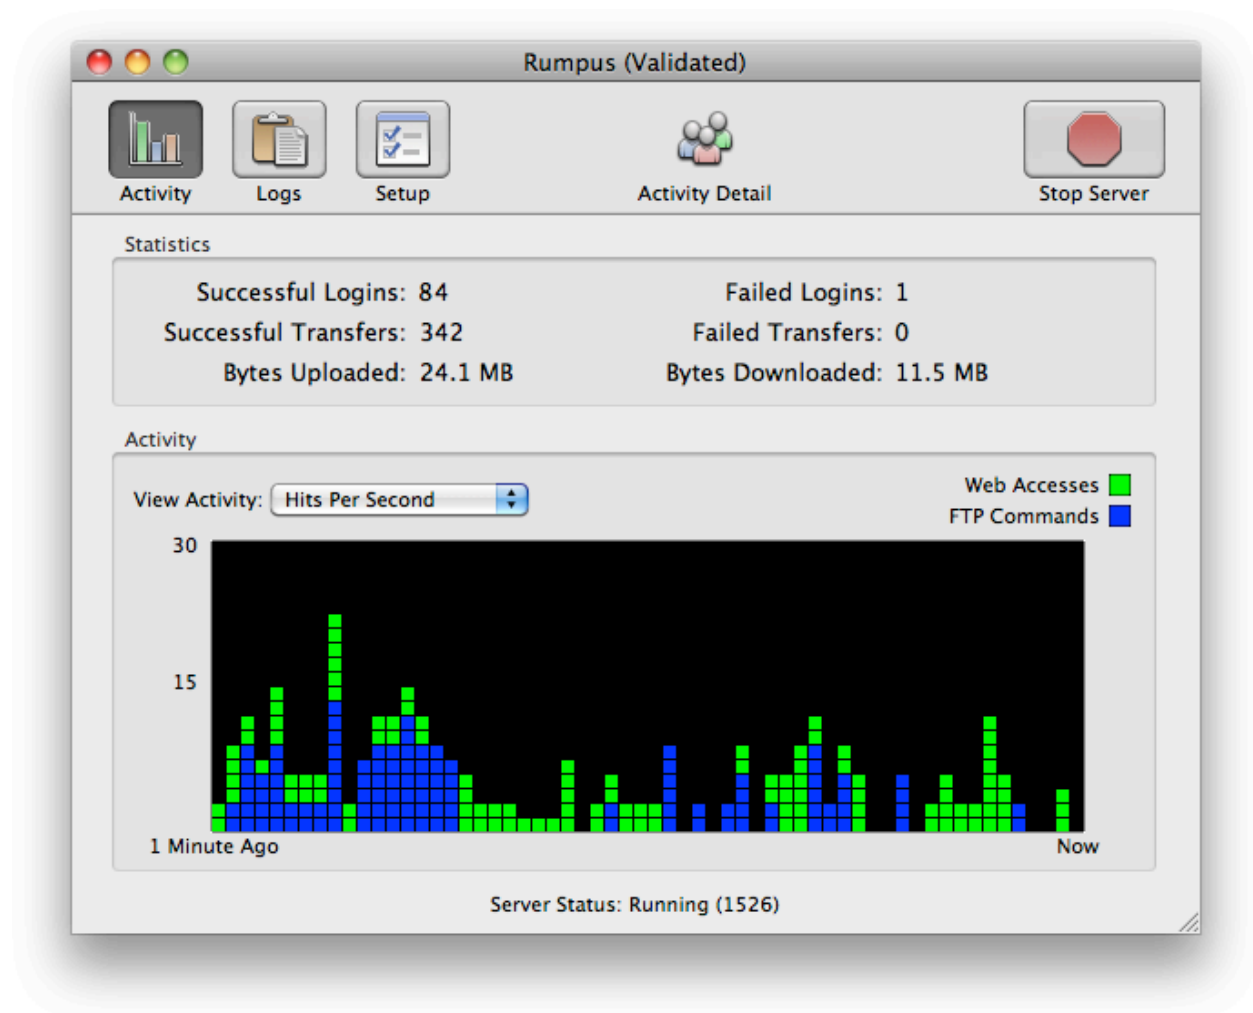 Rumpus (Validated)
Activity
Logs
Setup
Activity Detail
Stop Server
Statistics
Successful Logins: 84
Failed Logins: 1
Successful Transfers: 342
Failed Transfers: 0
Bytes Uploaded: 24.1 MB
Bytes Downloaded: 11.5 MB
Activity
View Activity: Hits Per Second
Web Accesses
FTP Commands
30
15
1 Minute Ago
Now
Server Status: Running (1526)